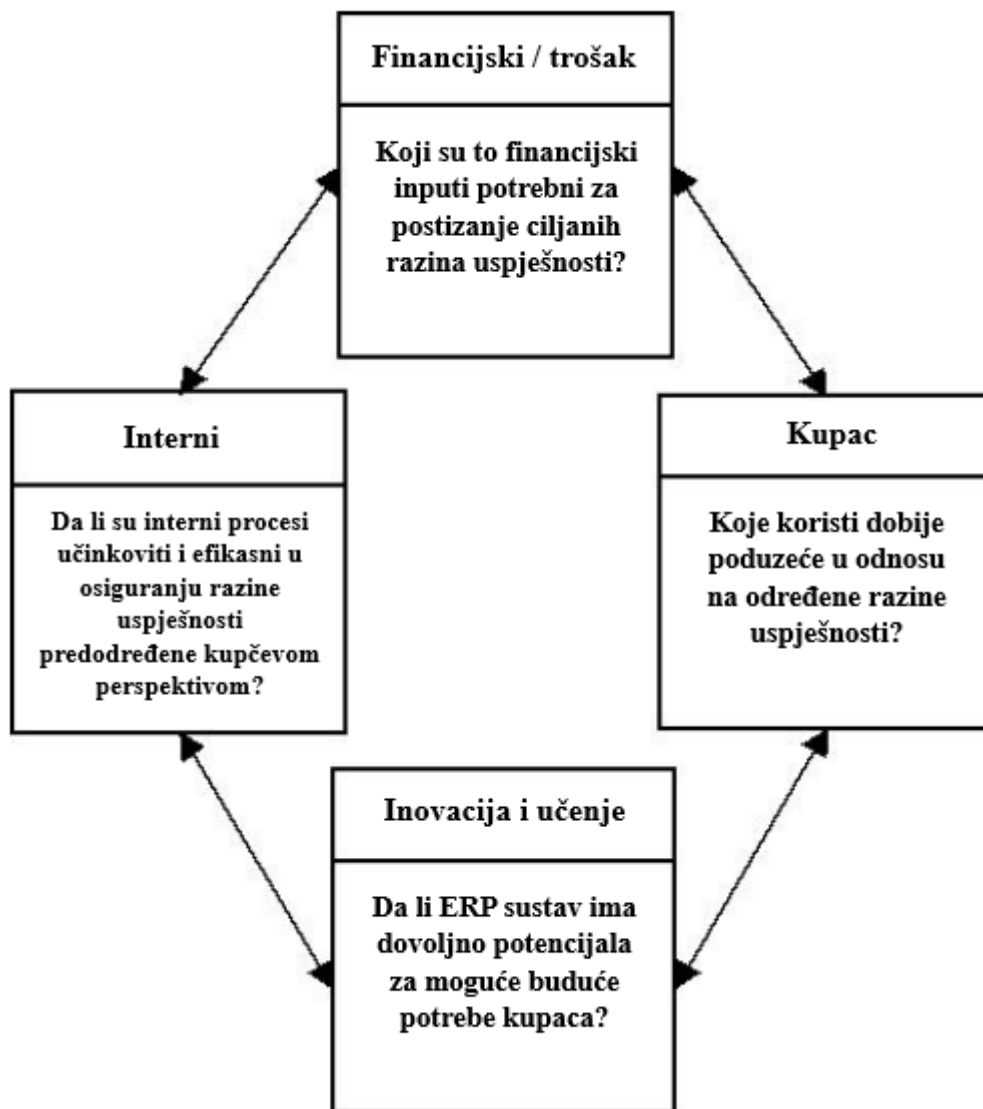 Financijski / trošak
Koji su to financijski
inputi potrebni za
postizanje ciljanih
razina uspješnosti?
Interni
Da li su interni procesi
učinkoviti i efikasni u
osiguranju razine
uspješnosti
predodređene kupčevom
perspektivom?
Kupac
Koje koristi dobije
poduzeće u odnosu
na određene razine
uspješnosti?
Inovacija i učenje
Da li ERP sustav ima
dovoljno potencijala
za moguće buduće
potrebe kupaca?